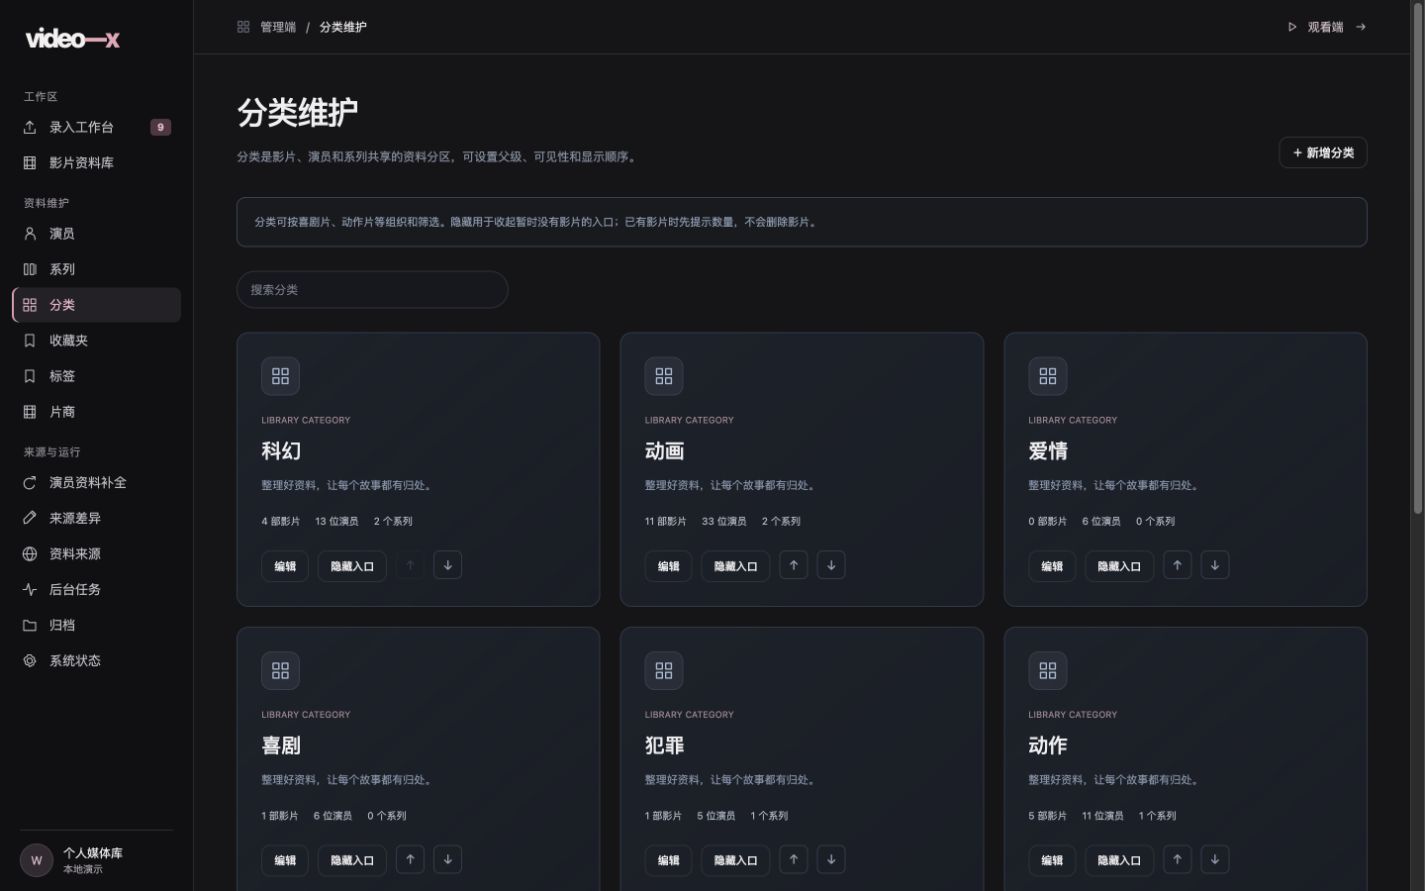 video—x
管理端 / 分类维护
观看端 →
工作区
录入工作台 9
影片资料库
资料维护
演员
系列
分类
收藏夹
标签
片商
来源与运行
演员资料补全
来源差异
资料来源
后台任务
归档
系统状态
W
个人媒体库
本地演示
分类维护
分类是影片、演员和系列共享的资料分区，可设置父级、可见性和显示顺序。
+ 新增分类
分类可按喜剧片、动作片等组织和筛选。隐藏用于收起暂时没有影片的入口；已有影片时先提示数量，不会删除影片。
搜索分类
LIBRARY CATEGORY
科幻
整理好资料，让每个故事都有归处。
4 部影片 13 位演员 2 个系列
编辑 隐藏入口 ↑ ↓
LIBRARY CATEGORY
动画
整理好资料，让每个故事都有归处。
11 部影片 33 位演员 2 个系列
编辑 隐藏入口 ↑ ↓
LIBRARY CATEGORY
爱情
整理好资料，让每个故事都有归处。
0 部影片 6 位演员 0 个系列
编辑 隐藏入口 ↑ ↓
LIBRARY CATEGORY
喜剧
整理好资料，让每个故事都有归处。
1 部影片 6 位演员 0 个系列
编辑 隐藏入口 ↑ ↓
LIBRARY CATEGORY
犯罪
整理好资料，让每个故事都有归处。
1 部影片 5 位演员 1 个系列
编辑 隐藏入口 ↑ ↓
LIBRARY CATEGORY
动作
整理好资料，让每个故事都有归处。
5 部影片 11 位演员 1 个系列
编辑 隐藏入口 ↑ ↓